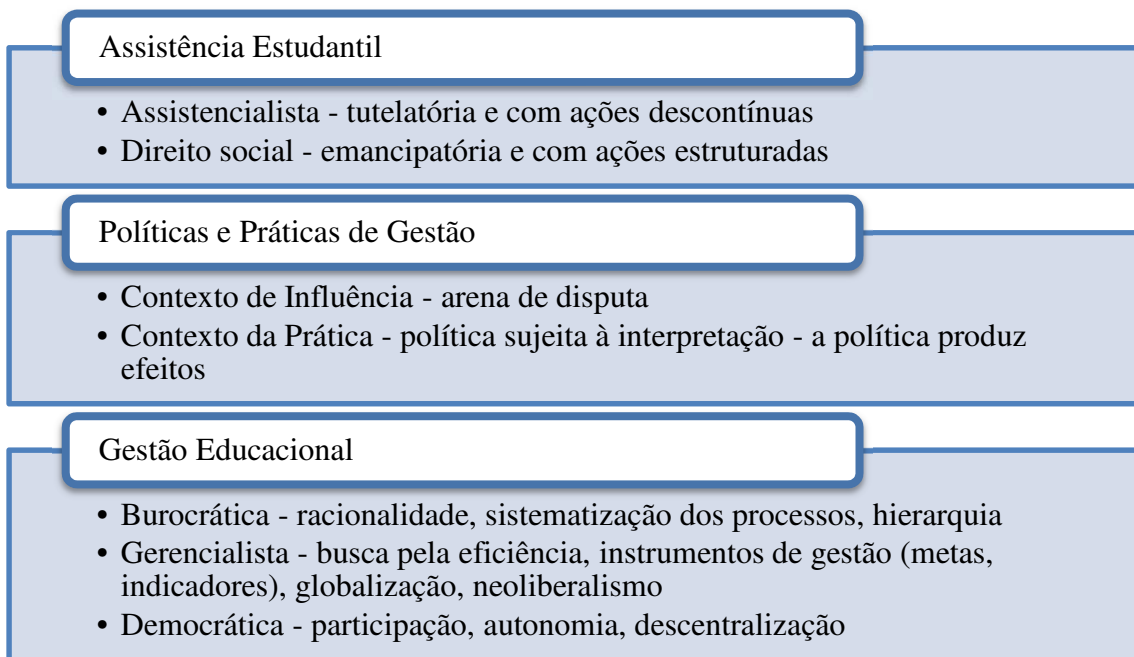 Assistência Estudantil
• Assistencialista - tutelatória e com ações descontínuas
• Direito social - emancipatória e com ações estruturadas
Políticas e Práticas de Gestão
• Contexto de Influência - arena de disputa
• Contexto da Prática - política sujeita à interpretação - a política produz
efeitos
Gestão Educacional
• Burocrática - racionalidade, sistematização dos processos, hierarquia
• Gerencialista - busca pela eficiência, instrumentos de gestão (metas,
indicadores), globalização, neoliberalismo
• Democrática - participação, autonomia, descentralização